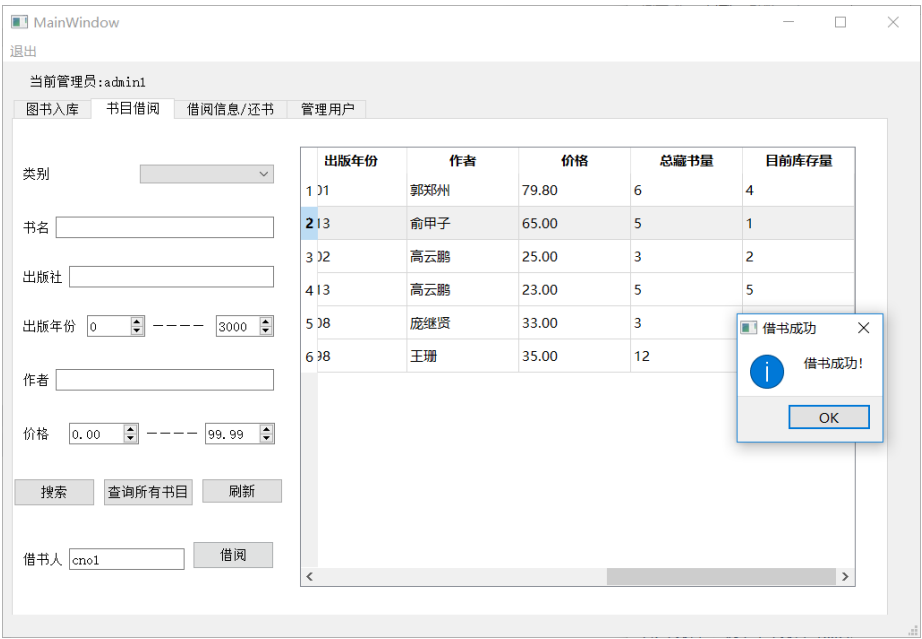 MainWindow
退出
当前管理员:admin1
图书入库 书目借阅 借阅信息/还书 管理用户
出版年份 作者 价格 总藏书量 目前库存量
1 01 郭郑州 79.80 6 4
2 13 俞甲子 65.00 5 1
3 02 高云鹏 25.00 3 2
4 13 高云鹏 23.00 5 5
5 08 庞继贤 33.00 3
6 98 王珊 35.00 12
类别
书名
出版社
出版年份 0 ---- 3000
作者
价格 0.00 ---- 99.99
搜索 查询所有书目 刷新
借书人 cno1 借阅
借书成功
借书成功!
OK